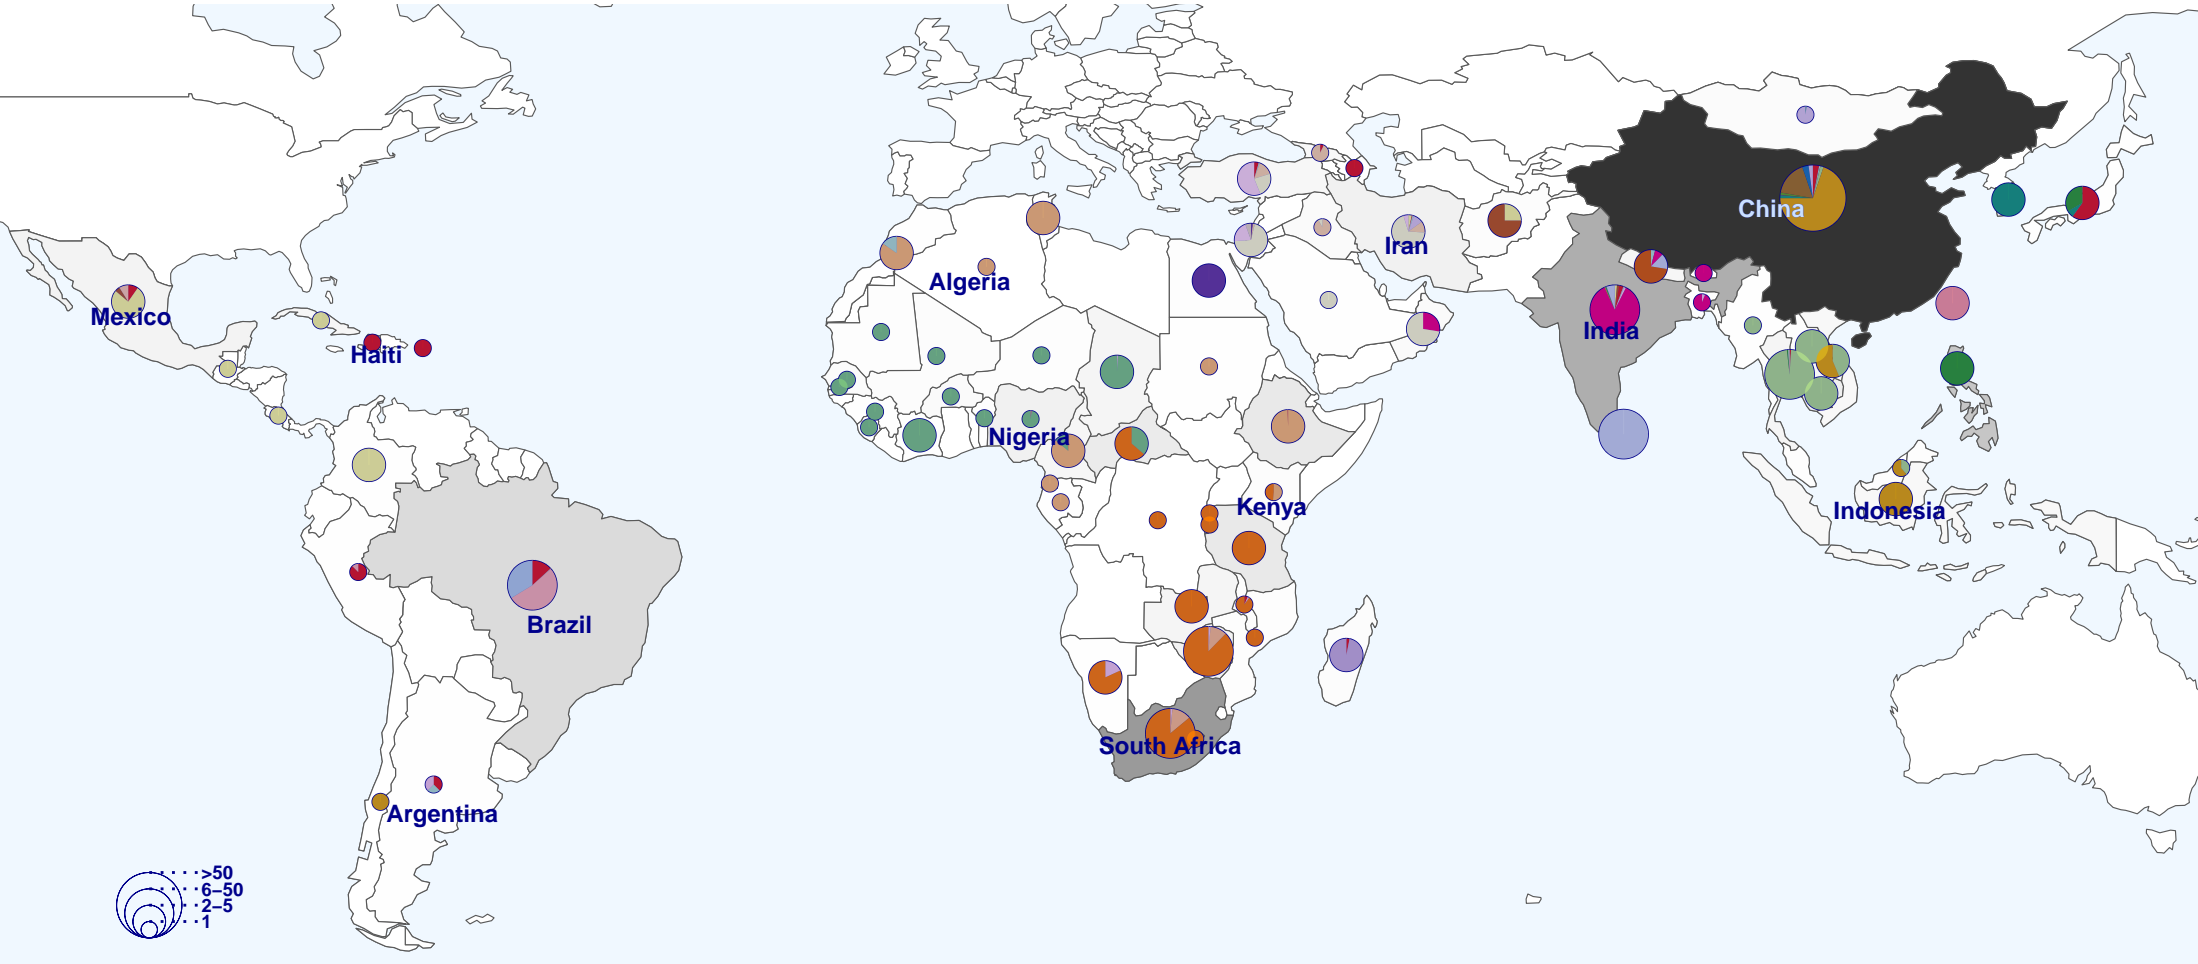 China
Iran
Algeria
Mexico
India
Haiti
Nigeria
Kenya
Indonesia
Brazil
South Africa
Argentina
>50
6–50
2–5
1